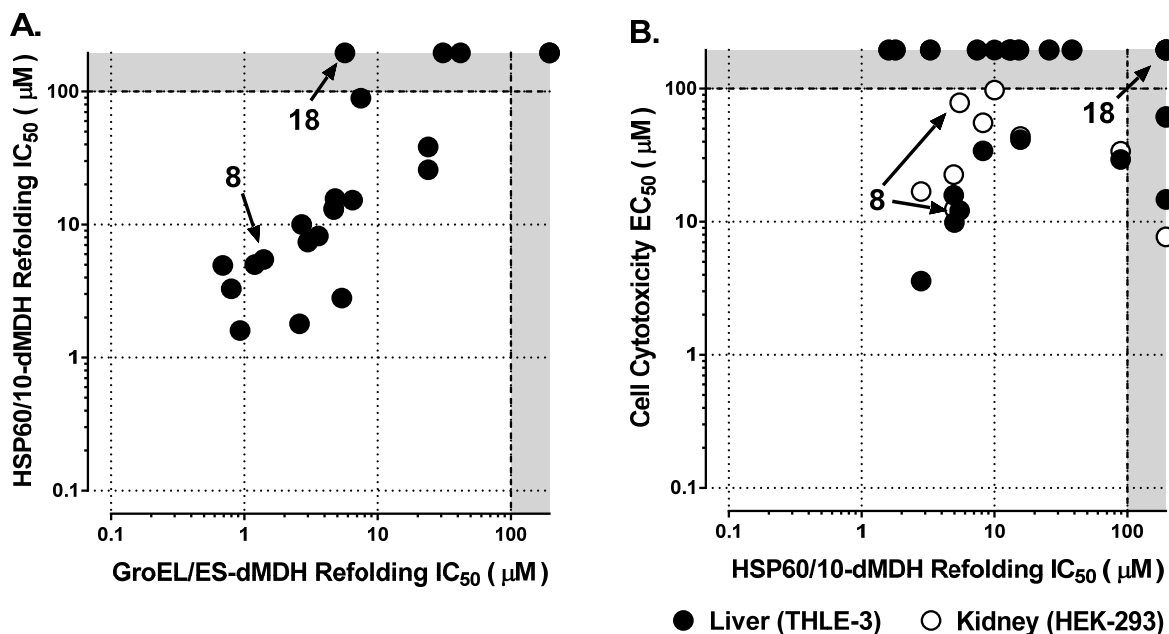 A.
HSP60/10-dMDH Refolding IC50 ( μM )
100
10
1
0.1
18
8
0.1
1
10
100
GroEL/ES-dMDH Refolding IC50 ( μM )
B.
Cell Cytotoxicity EC50 ( μM )
100
10
1
0.1
18
8
0.1
1
10
100
HSP60/10-dMDH Refolding IC50 ( μM )
Liver (THLE-3)
Kidney (HEK-293)